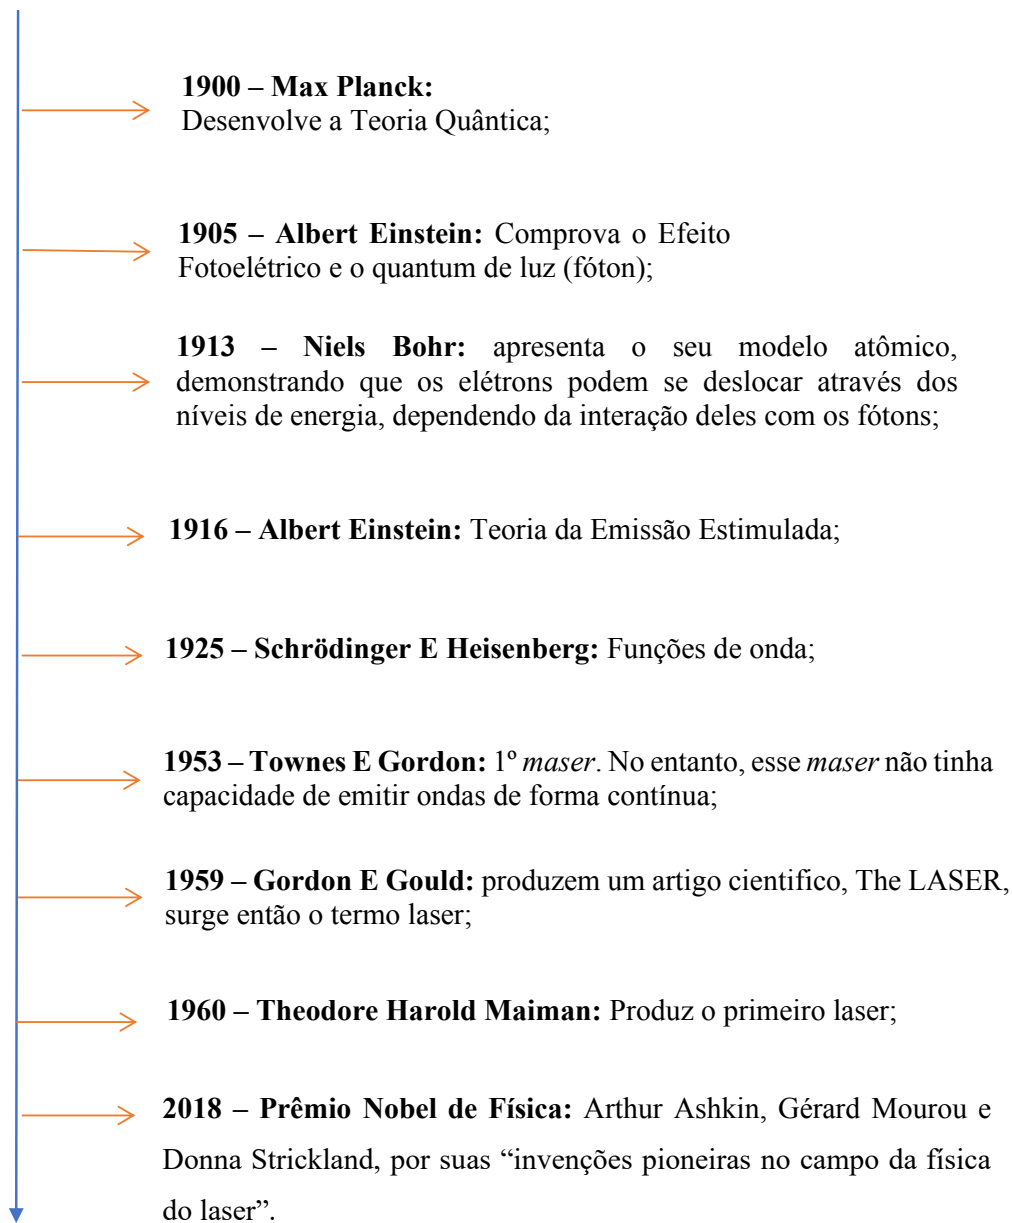 1900 – Max Planck:
Desenvolve a Teoria Quântica;
1905 – Albert Einstein: Comprova o Efeito
Fotoelétrico e o quantum de luz (fóton);
1913 – Niels Bohr: apresenta o seu modelo atômico,
demonstrando que os elétrons podem se deslocar através dos
níveis de energia, dependendo da interação deles com os fótons;
1916 – Albert Einstein: Teoria da Emissão Estimulada;
1925 – Schrödinger E Heisenberg: Funções de onda;
1953 – Townes E Gordon: 1º maser. No entanto, esse maser não tinha
capacidade de emitir ondas de forma contínua;
1959 – Gordon E Gould: produzem um artigo cientifico, The LASER,
surge então o termo laser;
1960 – Theodore Harold Maiman: Produz o primeiro laser;
2018 – Prêmio Nobel de Física: Arthur Ashkin, Gérard Mourou e
Donna Strickland, por suas “invenções pioneiras no campo da física
do laser”.